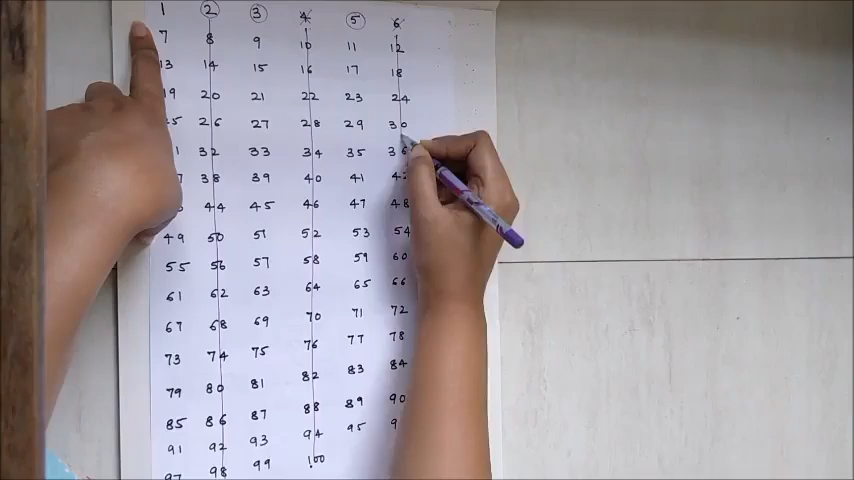 1 2 3 4 5 6
7 8 9 10 11 12
13 14 15 16 17 18
19 20 21 22 23 24
26 27 28 29 30
32 33 34 35 36
38 39 40 41 42
44 45 46 47 48
49 50 51 52 53 54
55 56 57 58 59 60
61 62 63 64 65 66
67 68 69 70 71 72
73 74 75 76 77 78
79 80 81 82 83 84
85 86 87 88 89 90
91 92 93 94 95
97 98 99 100